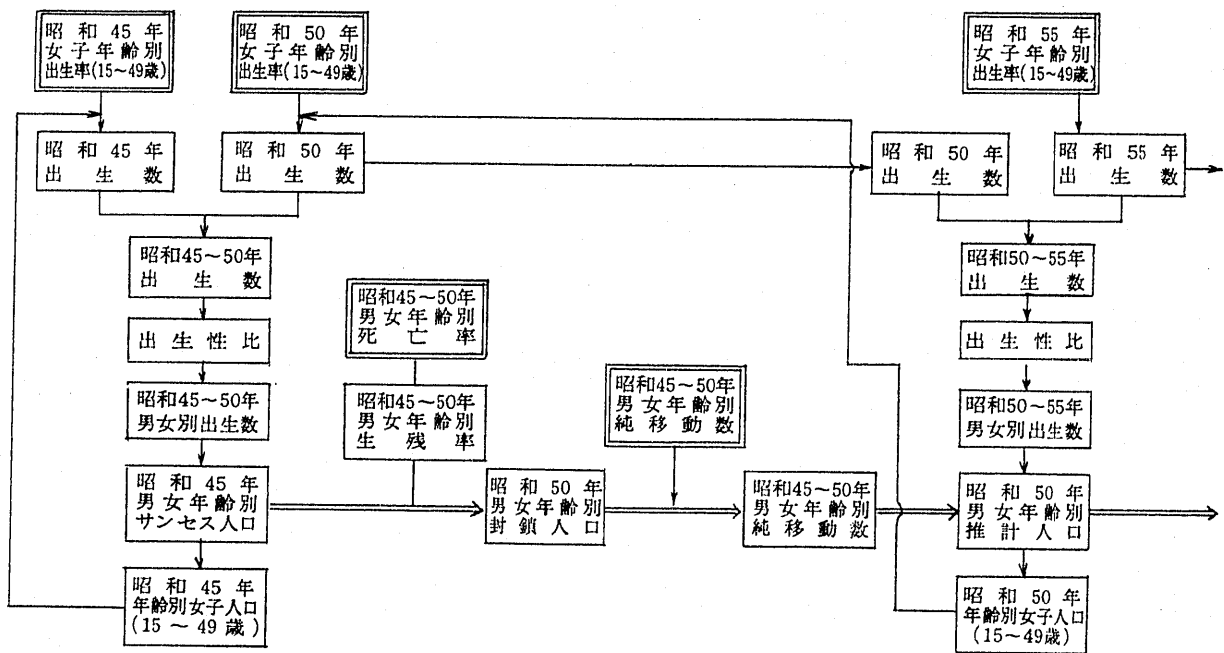 昭和45年
女子年齢別
出生率(15~49歳)
昭和50年
女子年齢別
出生率(15~49歳)
昭和55年
女子年齢別
出生率(15~49歳)
昭和45年
出生数
昭和50年
出生数
昭和50年
出生数
昭和55年
出生数
昭和45~50年
出生数
昭和50~55年
出生数
出生性比
昭和45~50年
男女年齢別
死亡率
出生性比
昭和45~50年
男女別出生数
昭和45~50年
男女年齢別
生残率
昭和45~50年
男女年齢別
純移動数
昭和50~55年
男女別出生数
昭和45年
男女年齢別
サンセス人口
昭和50年
男女年齢別
封鎖人口
昭和45~50年
男女年齢別
純移動数
昭和50年
男女年齢別
推計人口
昭和45年
年齢別女子人口
(15~49歳)
昭和50年
年齢別女子人口
(15~49歳)